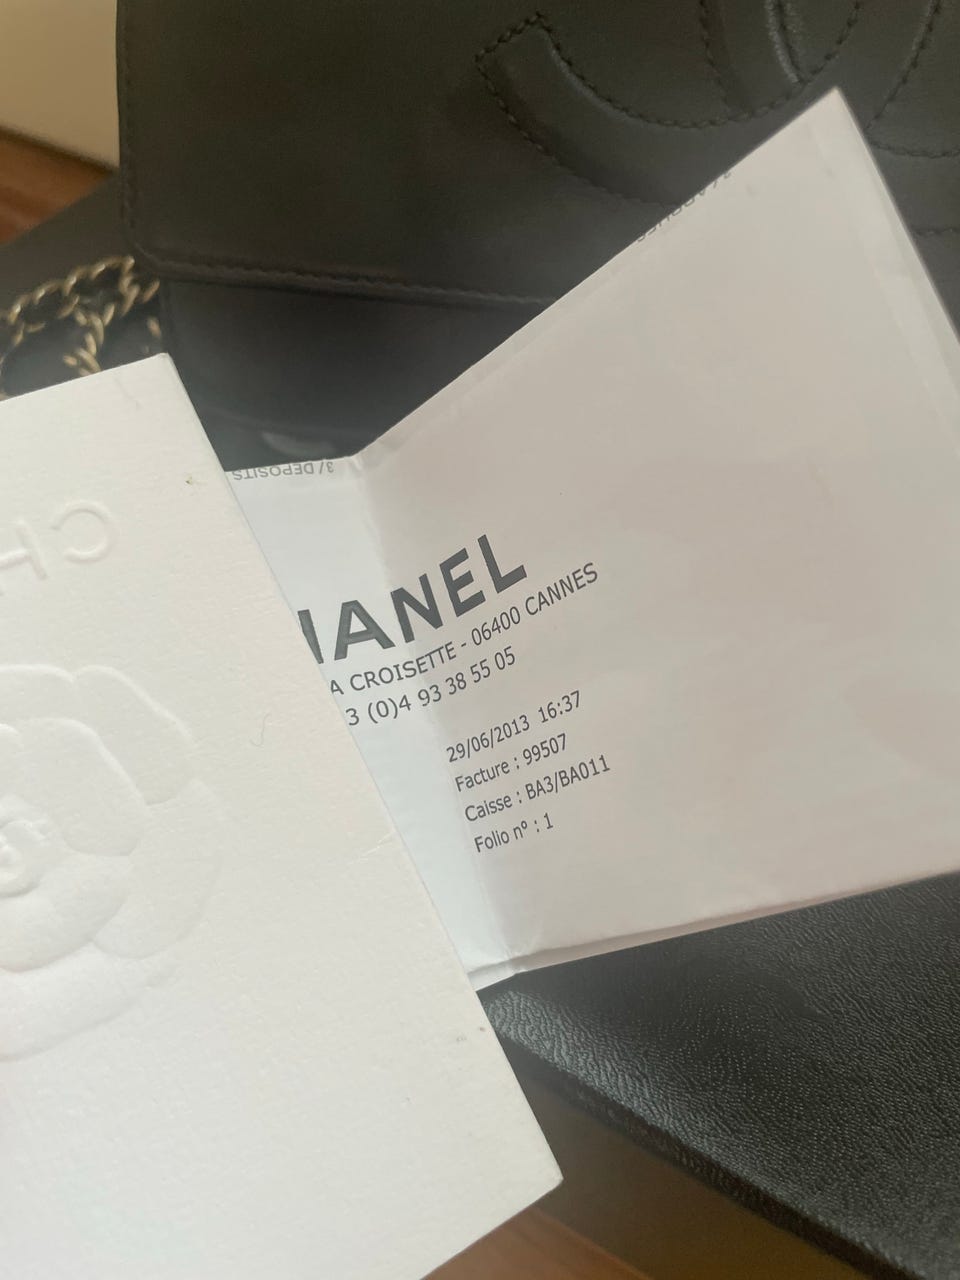 3/ DEPOSITS
HANEL
A CROISETTE - 06400 CANNES
3 (0)4 93 38 55 05
29/06/2013 16:37
Facture : 99507
Caisse : BA3/BA011
Folio nº : 1
CH